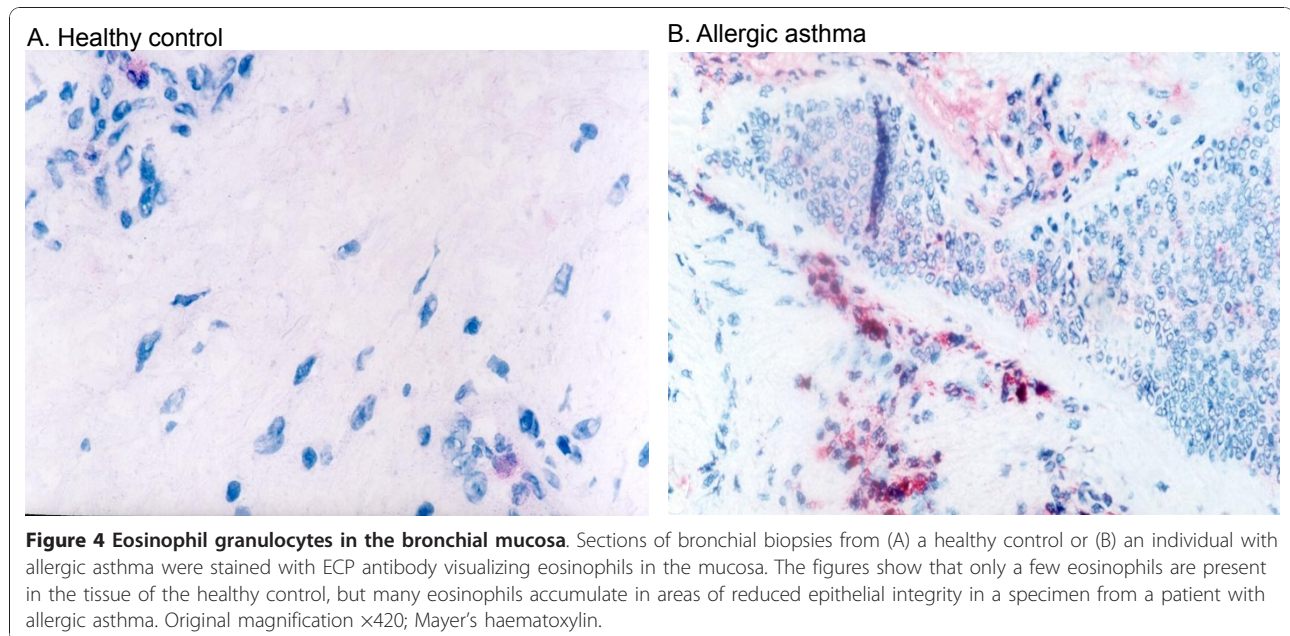 A. Healthy control
B. Allergic asthma
Figure 4 Eosinophil granulocytes in the bronchial mucosa. Sections of bronchial biopsies from (A) a healthy control or (B) an individual with
allergic asthma were stained with ECP antibody visualizing eosinophils in the mucosa. The figures show that only a few eosinophils are present
in the tissue of the healthy control, but many eosinophils accumulate in areas of reduced epithelial integrity in a specimen from a patient with
allergic asthma. Original magnification ×420; Mayer's haematoxylin.